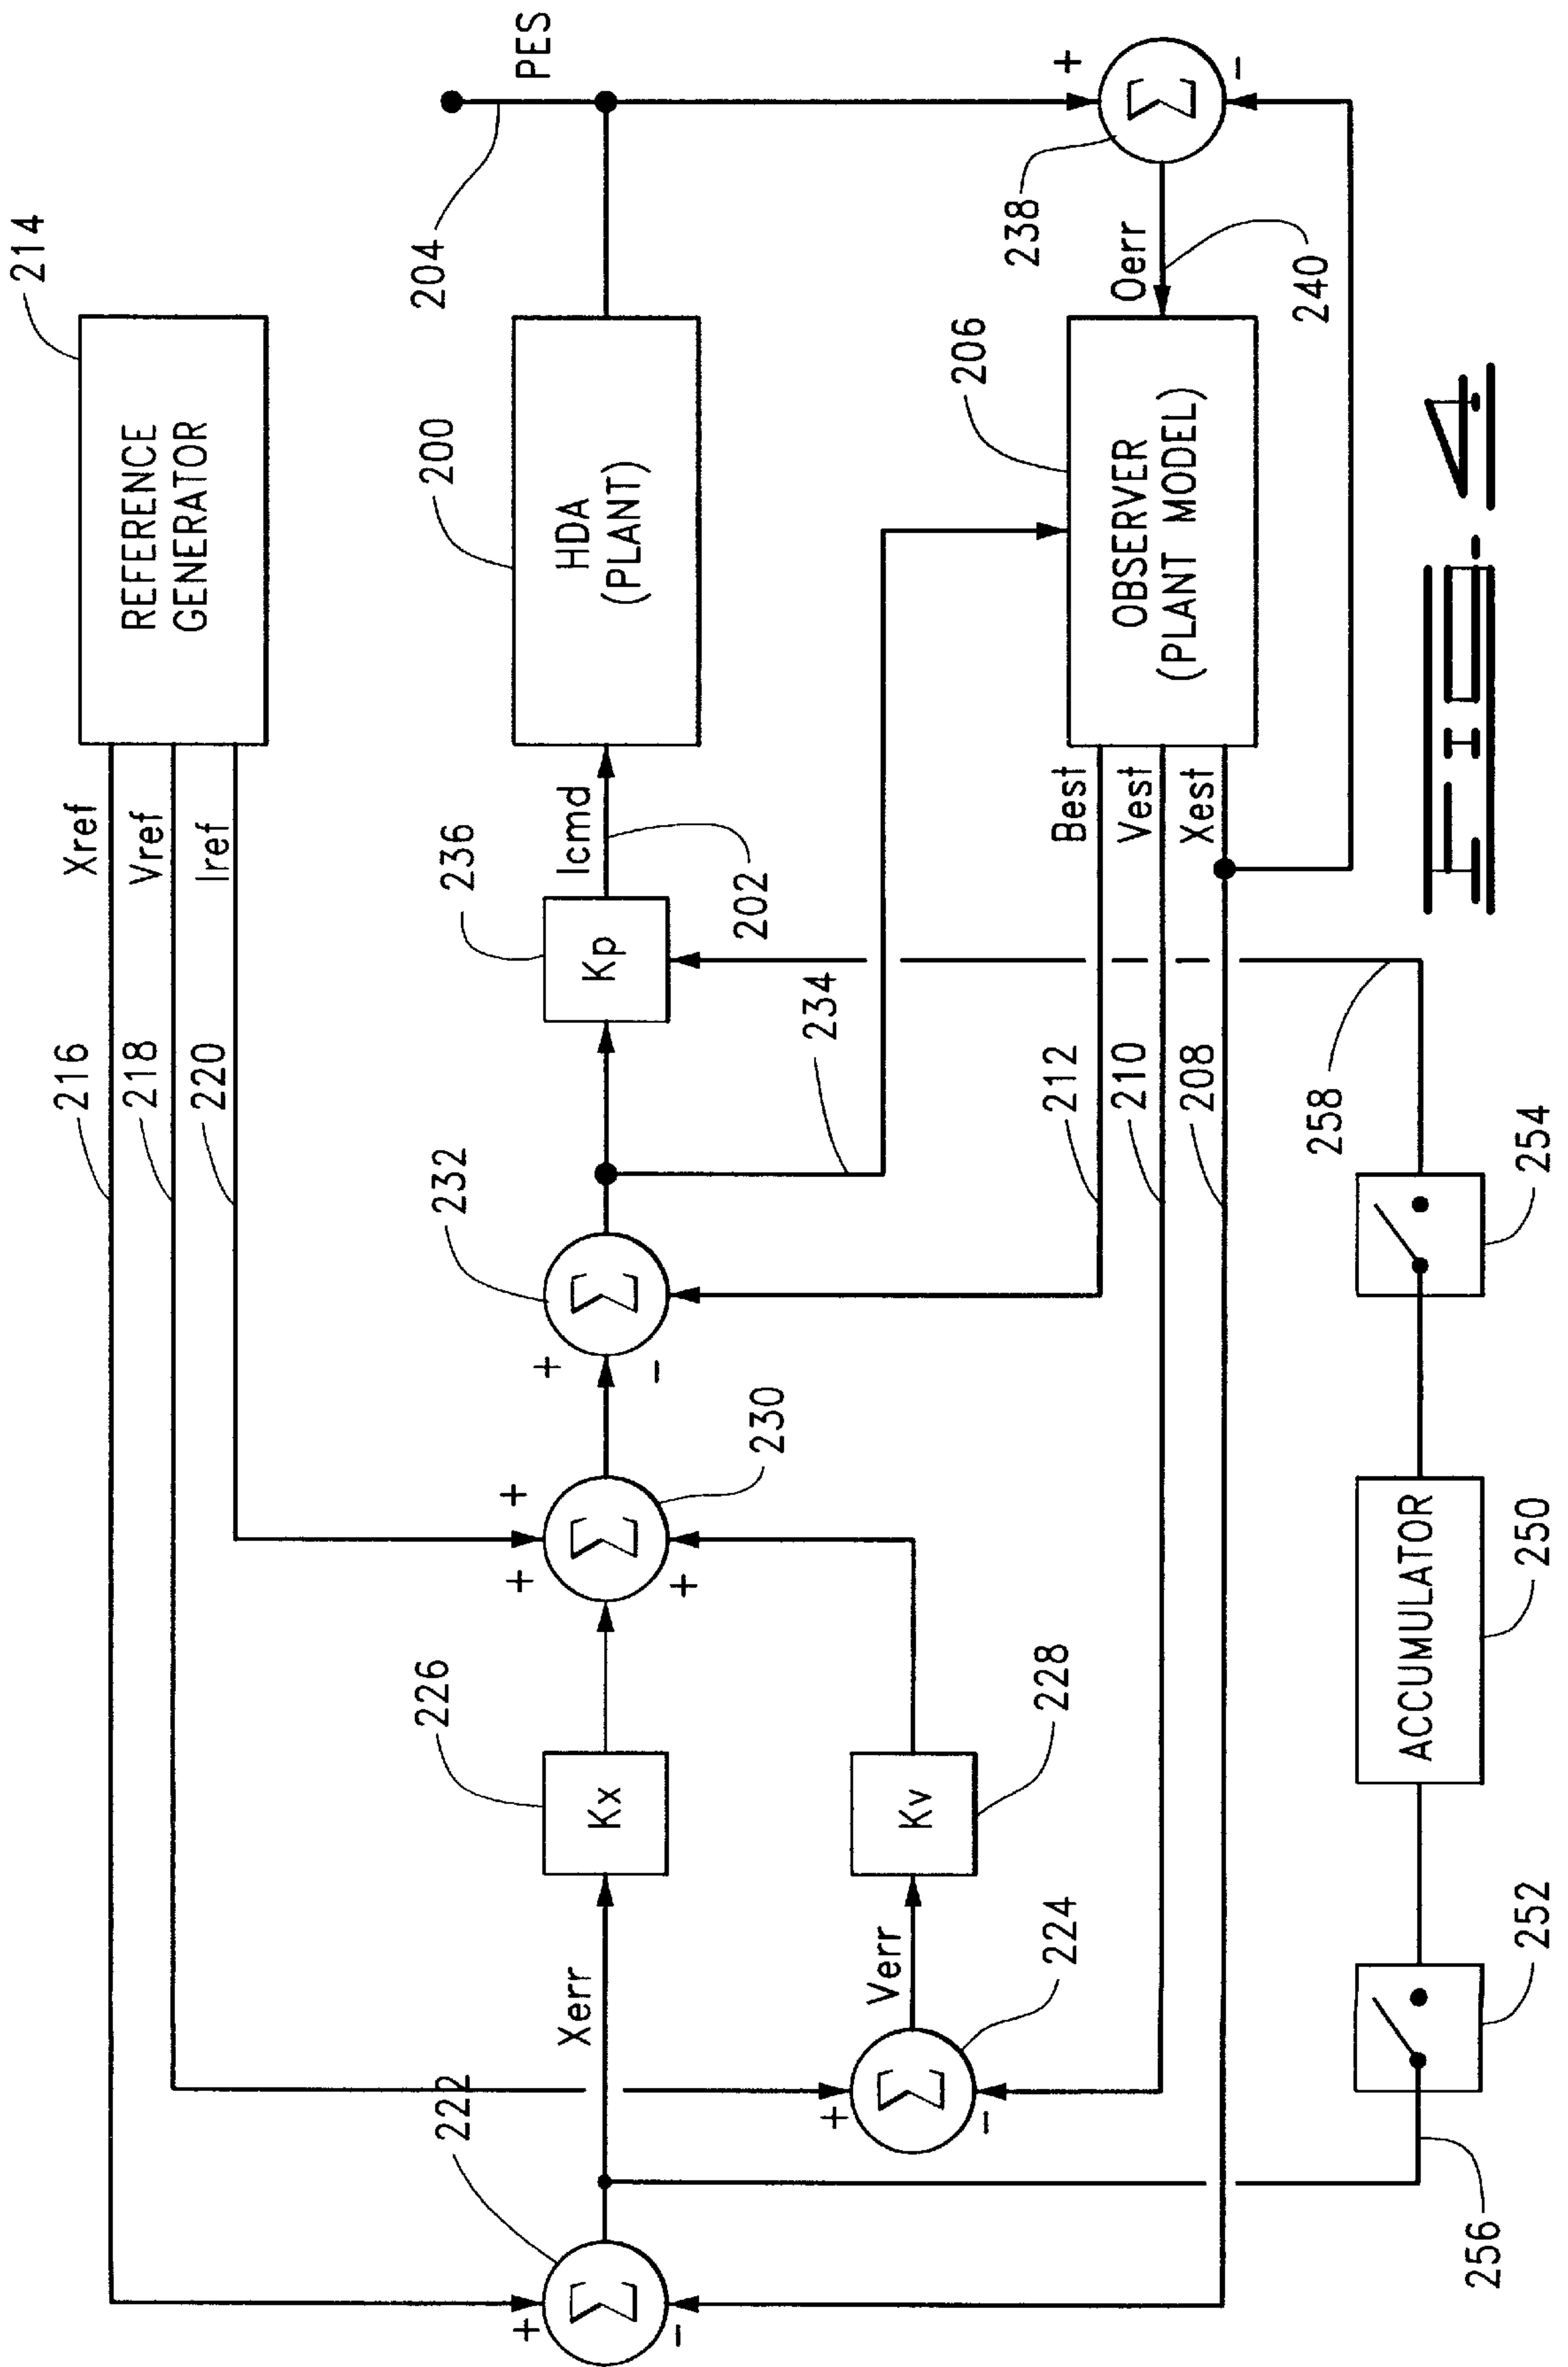 214
216
Xref
REFERENCE
GENERATOR
218
Vref
220
Iref
222
226
232
236
200
204
PES
+
+
+
+
Σ
Xerr
Kx
Σ
Σ
Kp
Icmd
HDA
(PLANT)
-
+
-
230
202
234
+
Verr
Σ
Kv
-
224
228
212
Best
206
238
+
210
Vest
OBSERVER
(PLANT MODEL)
Oerr
Σ
208
Xest
-
240
258
ACCUMULATOR
256
252
250
254
FIG. 4